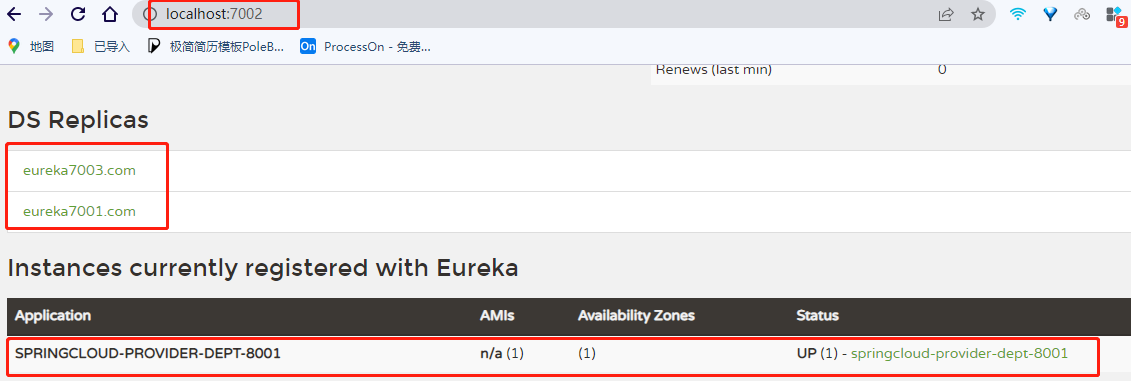 localhost:7002
9
地图 已导入 极简简历模板PoleB... On ProcessOn - 免费...
Renews (last min) 0
DS Replicas
eureka7003.com
eureka7001.com
Instances currently registered with Eureka
Application AMIs Availability Zones Status
SPRINGCLOUD-PROVIDER-DEPT-8001 n/a (1) (1) UP (1) - springcloud-provider-dept-8001